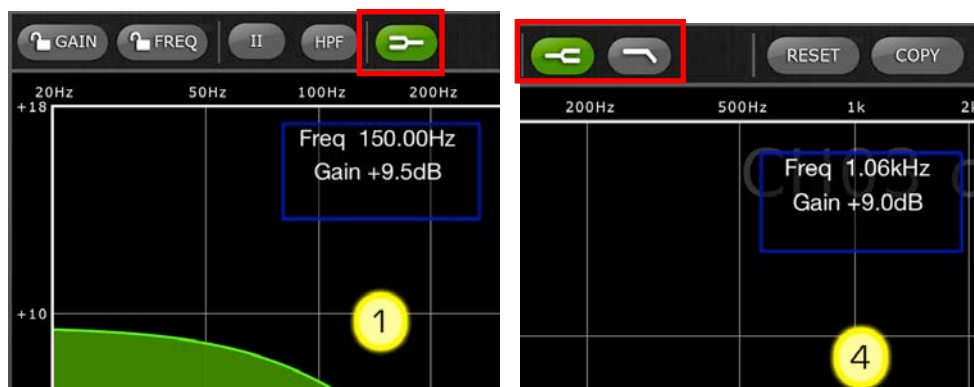 GAIN FREQ II HPF
20Hz 50Hz 100Hz 200Hz
+18
Freq 150.00Hz
Gain +9.5dB
+10
1
RESET COPY
200Hz 500Hz 1k
CH03
Freq 1.06kHz
Gain +9.0dB
4